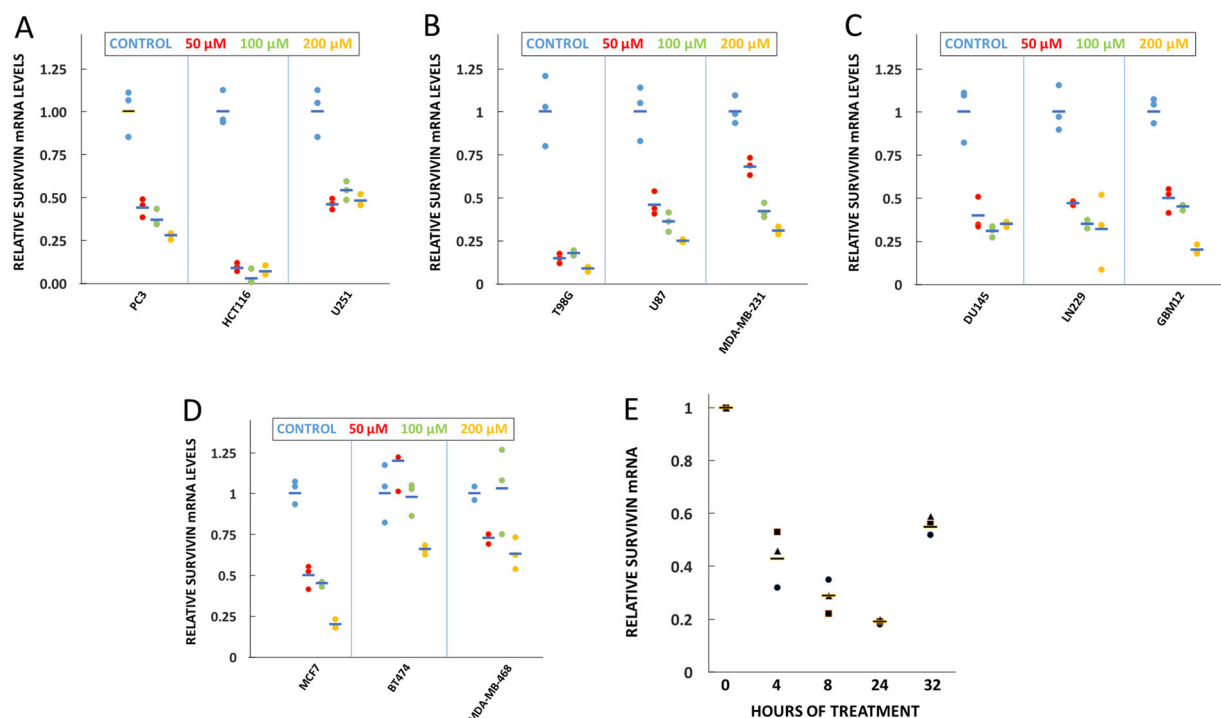 A
CONTROL 50 μM 100 μM 200 μM
RELATIVE SURVIVIN mRNA LEVELS
1.25
1.00
0.75
0.50
0.25
0.00
PC3
HCT116
U251
B
CONTROL 50 μM 100 μM 200 μM
RELATIVE SURVIVIN mRNA LEVELS
1.25
1
0.75
0.5
0.25
0
T98G
U87
MDA-MB-231
C
CONTROL 50 μM 100 μM 200 μM
RELATIVE SURVIVIN mRNA LEVELS
1.25
1
0.75
0.5
0.25
0
DU145
LN229
GBM12
D
CONTROL 50 μM 100 μM 200 μM
RELATIVE SURVIVIN mRNA LEVELS
1.25
1
0.75
0.5
0.25
0
MCF7
BT474
MDA-MB-468
E
RELATIVE SURVIVIN mRNA
1
0.8
0.6
0.4
0.2
0
0 4 8 24 32
HOURS OF TREATMENT